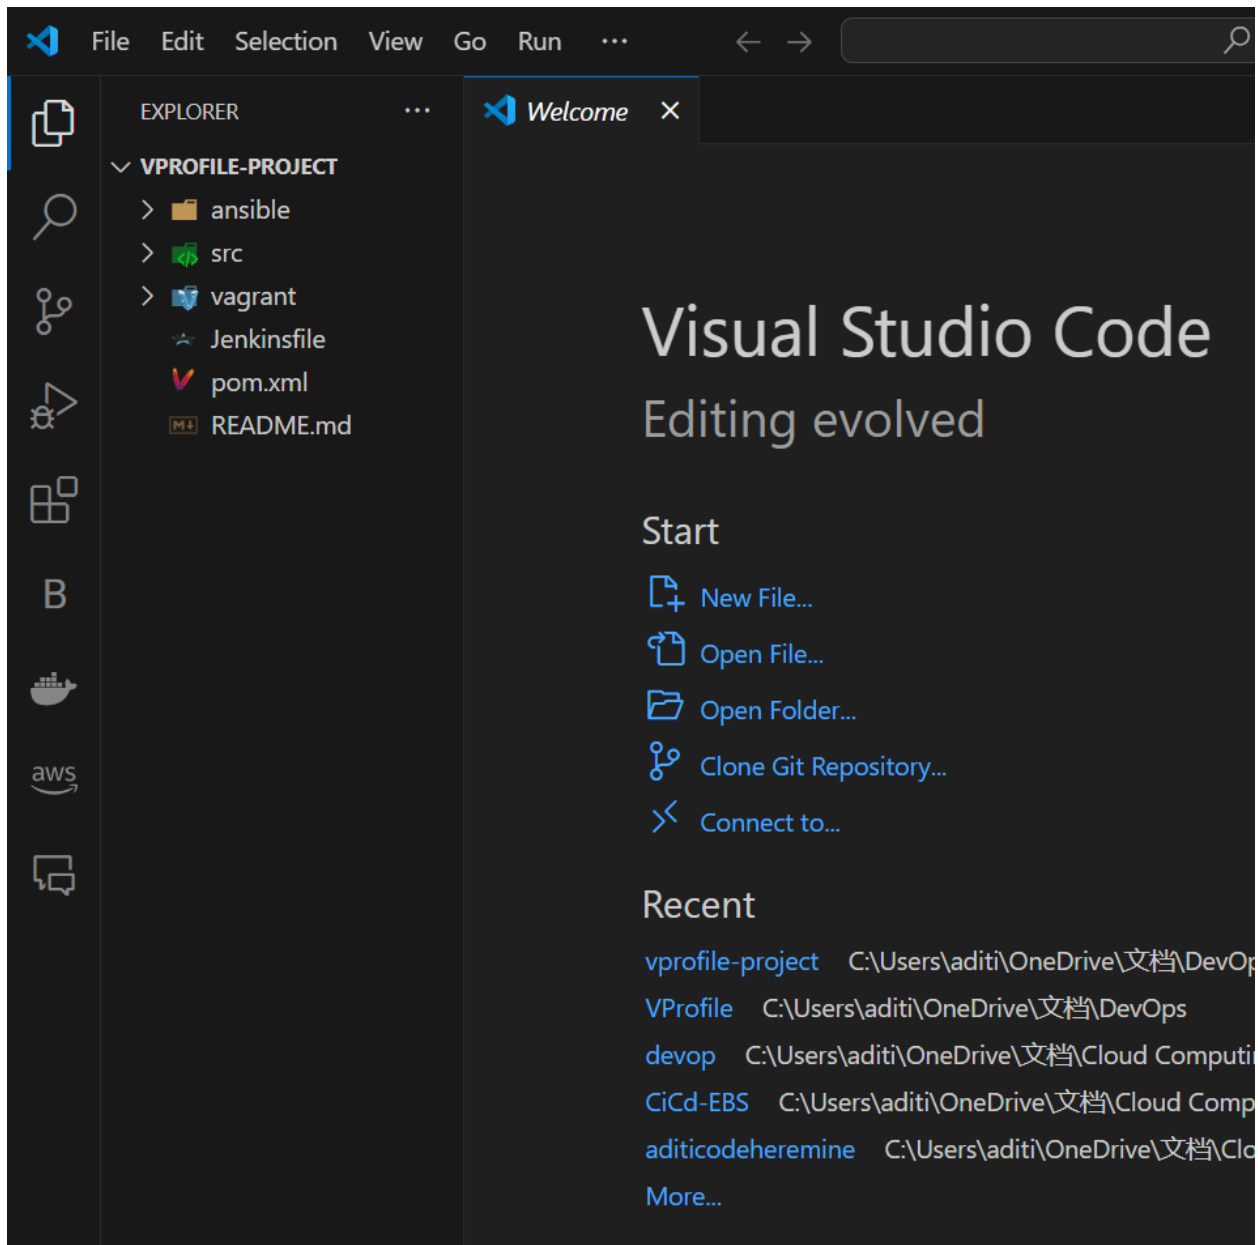 File Edit Selection View Go Run ...
EXPLORER ...
Welcome
VPROFILE-PROJECT
ansible
src
vagrant
Jenkinsfile
pom.xml
README.md
B
aws
Visual Studio Code
Editing evolved
Start
New File...
Open File...
Open Folder...
Clone Git Repository...
Connect to...
Recent
vprofile-project C:\Users\aditi\OneDrive\文档\DevOp
VProfile C:\Users\aditi\OneDrive\文档\DevOps
devop C:\Users\aditi\OneDrive\文档\Cloud Computi
CiCd-EBS C:\Users\aditi\OneDrive\文档\Cloud Comp
aditicodeheremine C:\Users\aditi\OneDrive\文档\Clo
More...